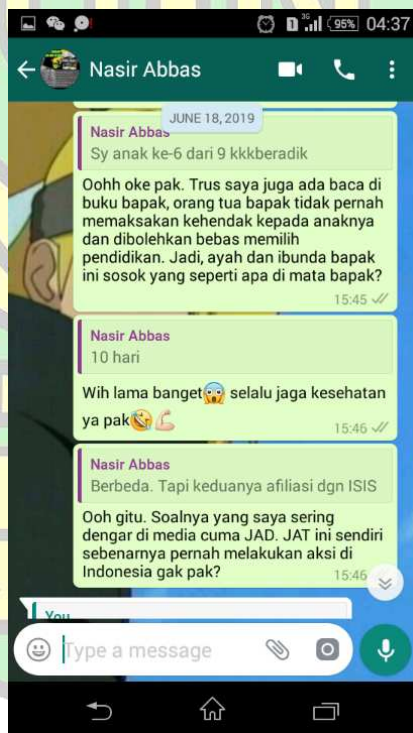 3G
95% 04:37
Nasir Abbas
JUNE 18, 2019
Nasir Abbas
Sy anak ke-6 dari 9 kkkberadik
Oohh oke pak. Trus saya juga ada baca di
buku bapak, orang tua bapak tidak pernah
memaksakan kehendak kepada anaknya
dan dibolehkan bebas memilih
pendidikan. Jadi, ayah dan ibunda bapak
ini sosok yang seperti apa di mata bapak?
15:45
Nasir Abbas
10 hari
Wih lama banget😱 selalu jaga kesehatan
ya pak🤣💪
15:46
Nasir Abbas
Berbeda. Tapi keduanya afiliasi dgn ISIS
Ooh gitu. Soalnya yang saya sering
dengar di media cuma JAD. JAT ini sendiri
sebenarnya pernah melakukan aksi di
Indonesia gak pak?
15:46
You
Type a message